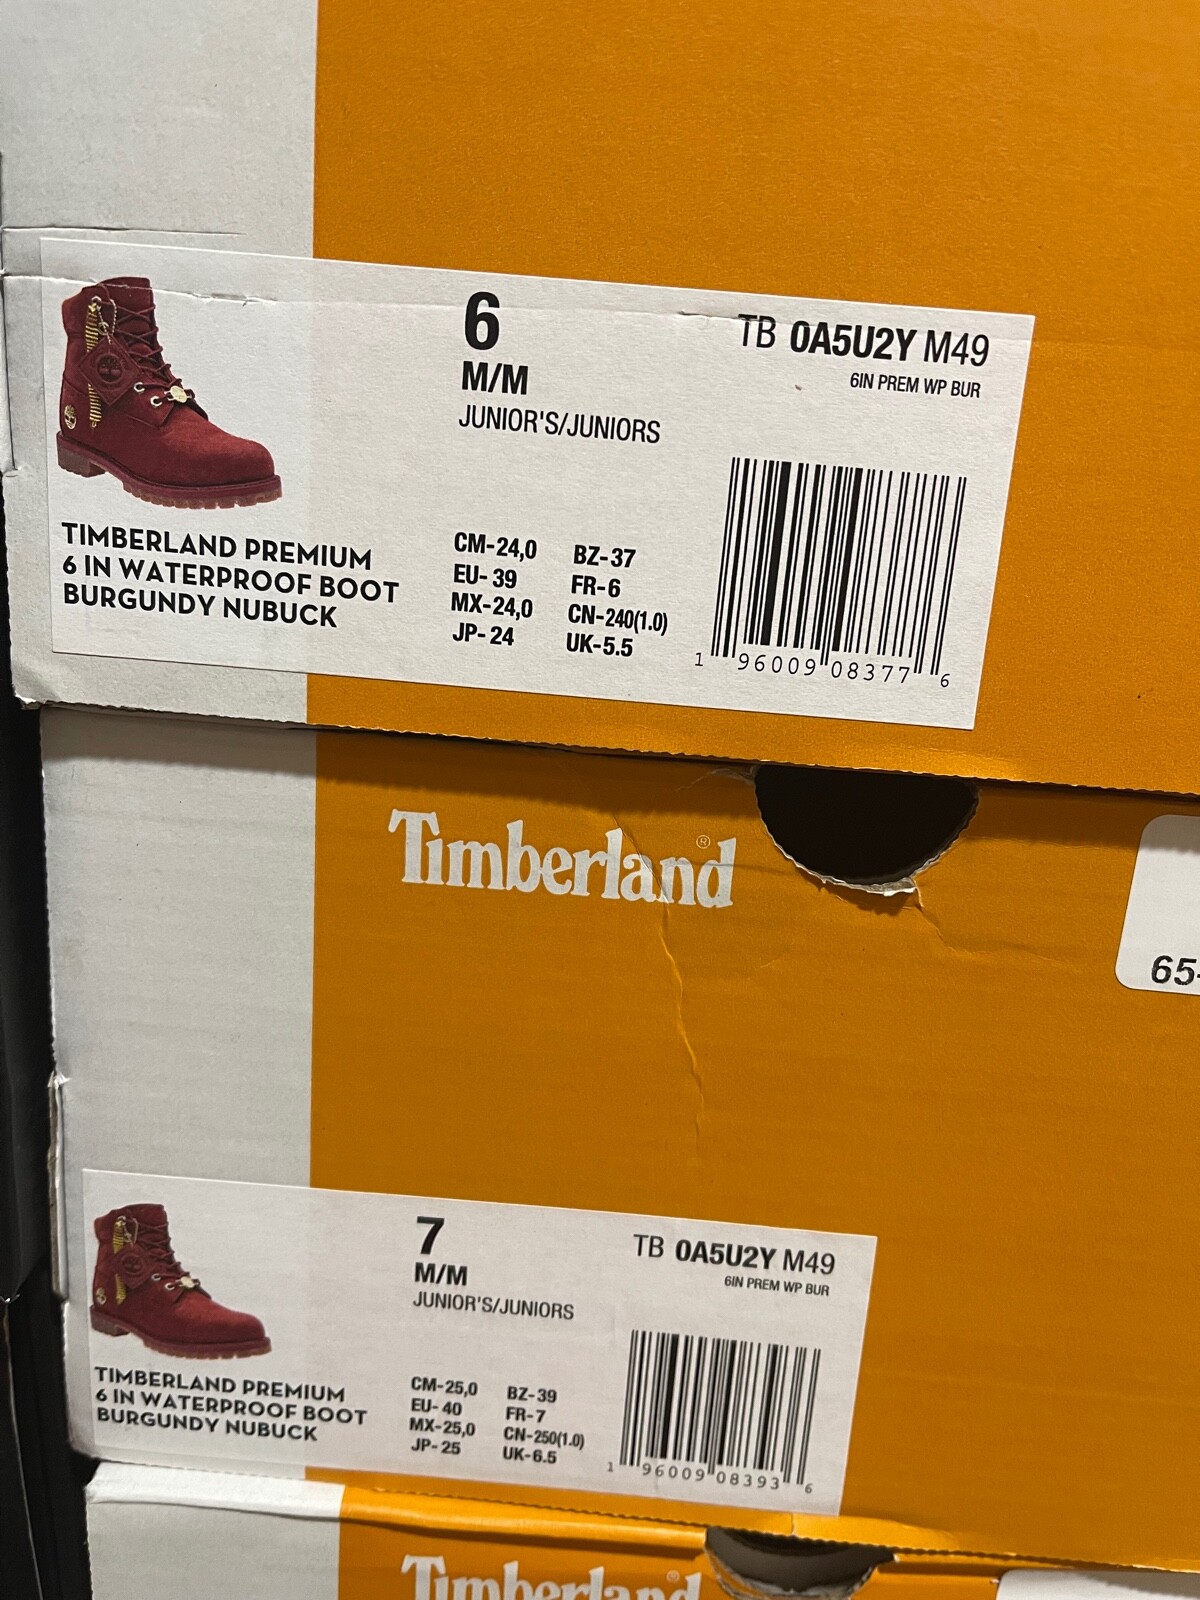 6
M/M
JUNIOR'S/JUNIORS
TB 0A5U2Y M49
6IN PREM WP BUR
TIMBERLAND PREMIUM
6 IN WATERPROOF BOOT
BURGUNDY NUBUCK
CM-24,0 BZ-37
EU-39 FR-6
MX-24,0 CN-240(1.0)
JP-24 UK-5.5
1 96009 08377 6
Timberland®
65-
7
M/M
JUNIOR'S/JUNIORS
TB 0A5U2Y M49
6IN PREM WP BUR
TIMBERLAND PREMIUM
6 IN WATERPROOF BOOT
BURGUNDY NUBUCK
CM-25,0 BZ-39
EU-40 FR-7
MX-25,0 CN-250(1.0)
JP-25 UK-6.5
1 96009 08393 6
Timberland®